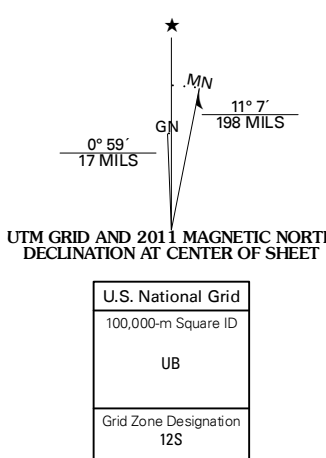 ★
MN
11° 7´
198 MILS
GN
0° 59´
17 MILS
UTM GRID AND 2011 MAGNETIC NORTH
DECLINATION AT CENTER OF SHEET
U.S. National Grid
100,000-m Square ID
UB
Grid Zone Designation
12S